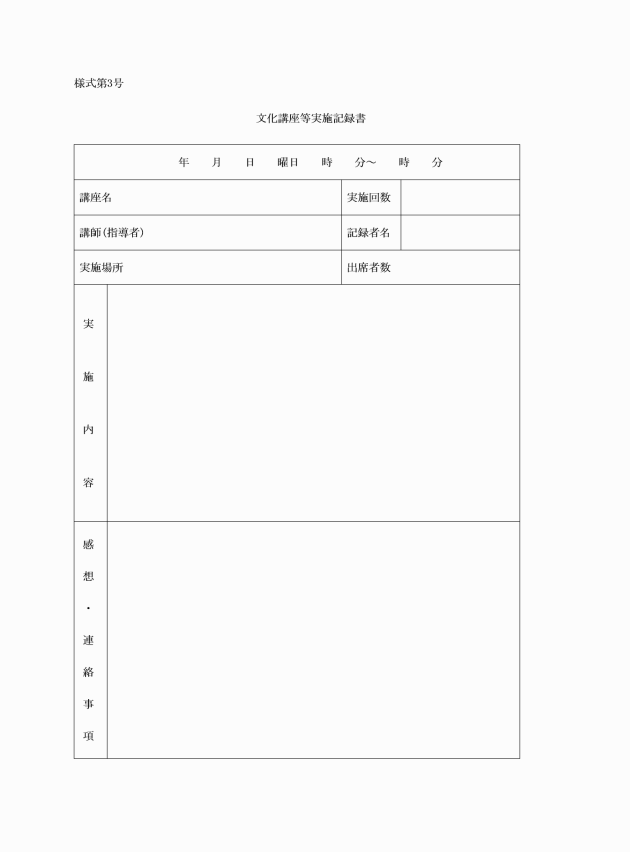 様式第3号
文化講座等実施記録書
年　　月　　日　　曜日　　時　　分～　　時　　分
講座名
実施回数
講師(指導者)
記録者名
実施場所
出席者数
実施内容
感想・連絡事項